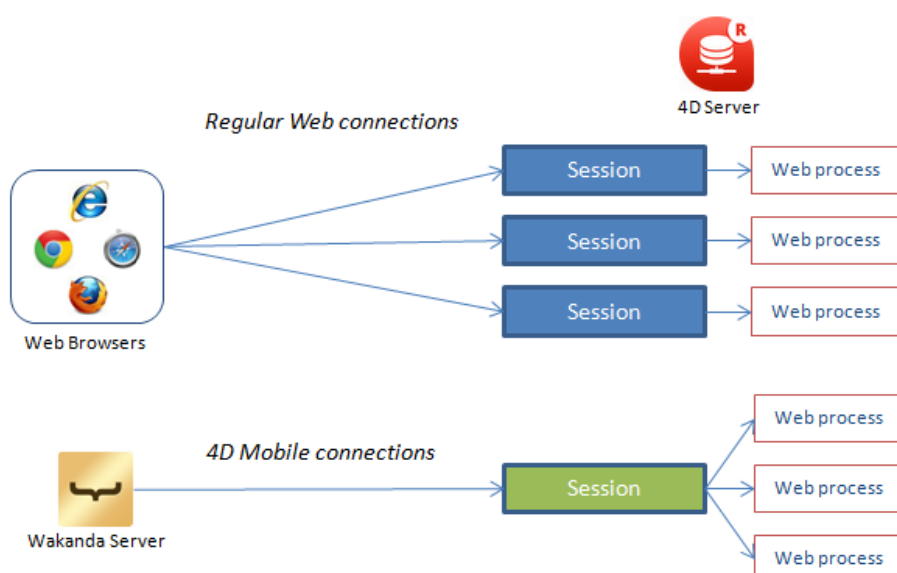 R
4D Server
Regular Web connections
Session
Web process
Session
Web process
Session
Web process
Web Browsers
4D Mobile connections
Web process
Session
Web process
Web process
Wakanda Server